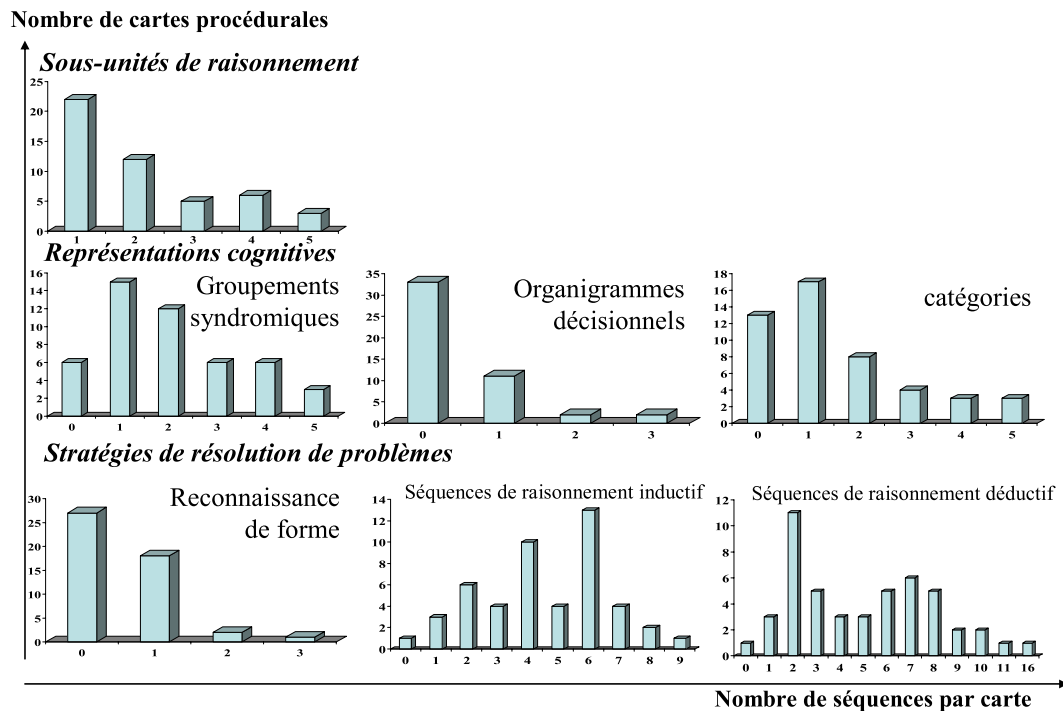 Nombre de cartes procédurales
Sous-unités de raisonnement
25
20
15
10
5
0
1 2 3 4 5
Représentations cognitives
Groupements
syndromiques
16
14
12
10
8
6
4
2
0
0 1 2 3 4 5
Organigrammes
décisionnels
35
30
25
20
15
10
5
0
0 1 2 3
catégories
18
16
14
12
10
8
6
4
2
0
0 1 2 3 4 5
Stratégies de résolution de problèmes
Reconnaissance
de forme
30
25
20
15
10
5
0
0 1 2 3
Séquences de raisonnement inductif
14
12
10
8
6
4
2
0
0 1 2 3 4 5 6 7 8 9
Séquences de raisonnement déductif
12
10
8
6
4
2
0
0 1 2 3 4 5 6 7 8 9 10 11 16
Nombre de séquences par carte